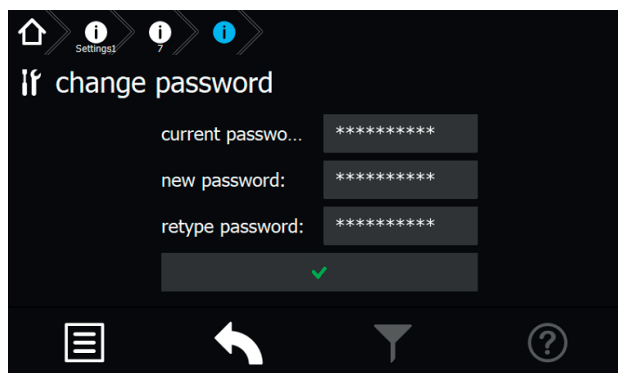 Settings1
7
change password
current passwo...
**********
new password:
**********
retype password:
**********